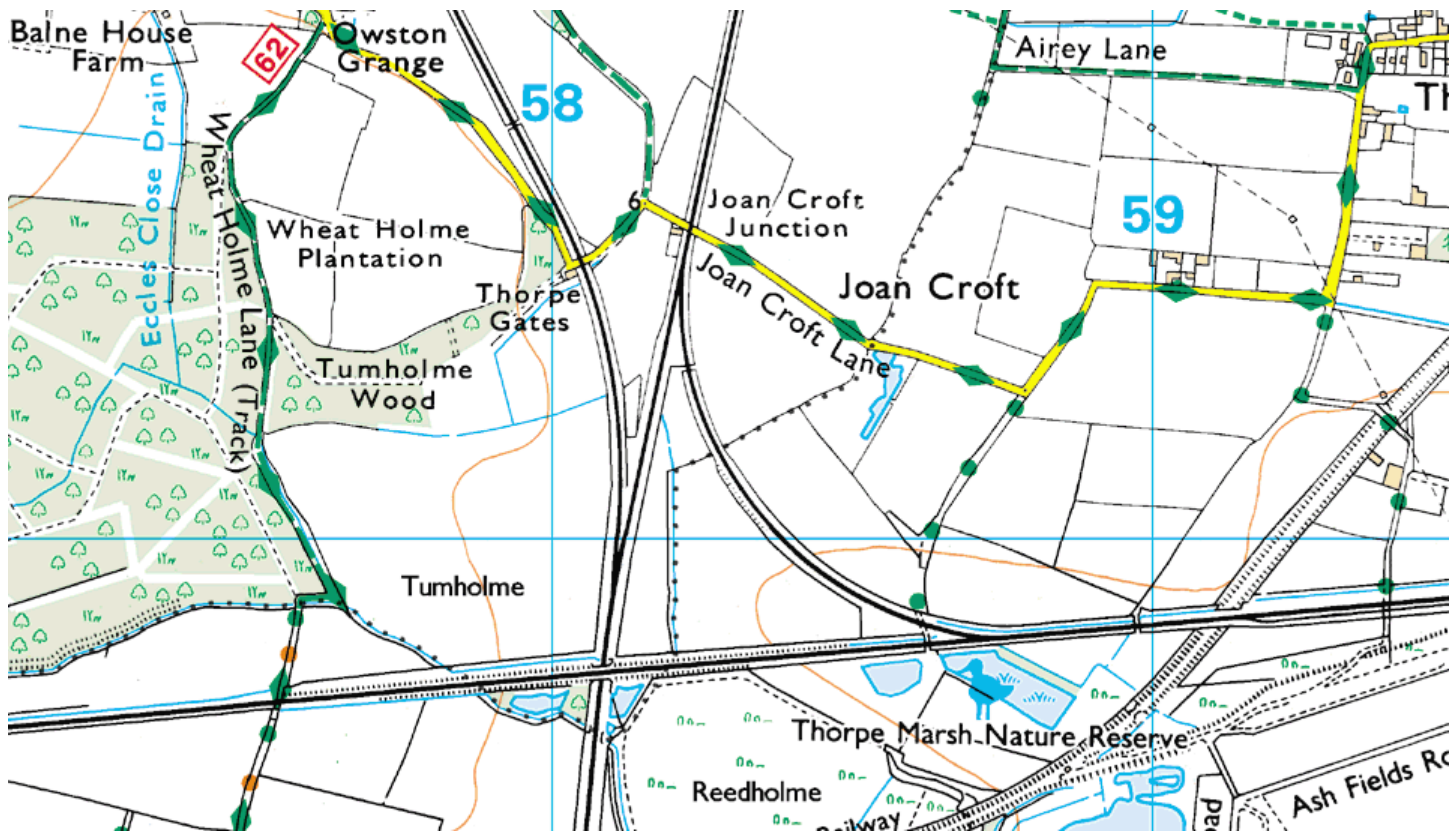 Balne House
Farm
62
Owston
Grange
58
Airey Lane
Th
Eccles Close Drain
Wheat Holme Lane (Track)
6
Joan Croft
Junction
59
Wheat Holme
Plantation
Joan Croft Lane
Joan Croft
Thorpe
Gates
Tumholme
Wood
Tumholme
Thorpe Marsh Nature Reserve
Reedholme
Railway
oad
Ash Fields Ro